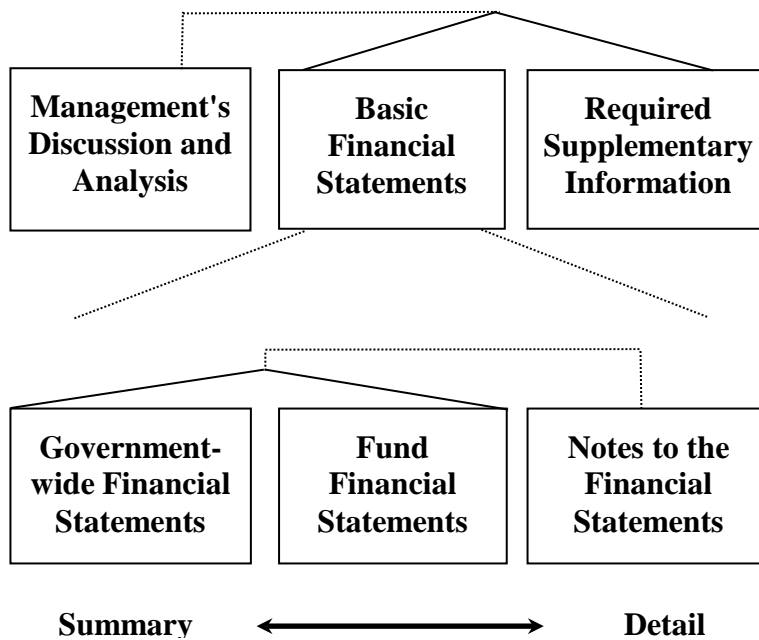 Management's
Discussion and
Analysis
Basic
Financial
Statements
Required
Supplementary
Information
Government-
wide Financial
Statements
Fund
Financial
Statements
Notes to the
Financial
Statements
Summary
Detail